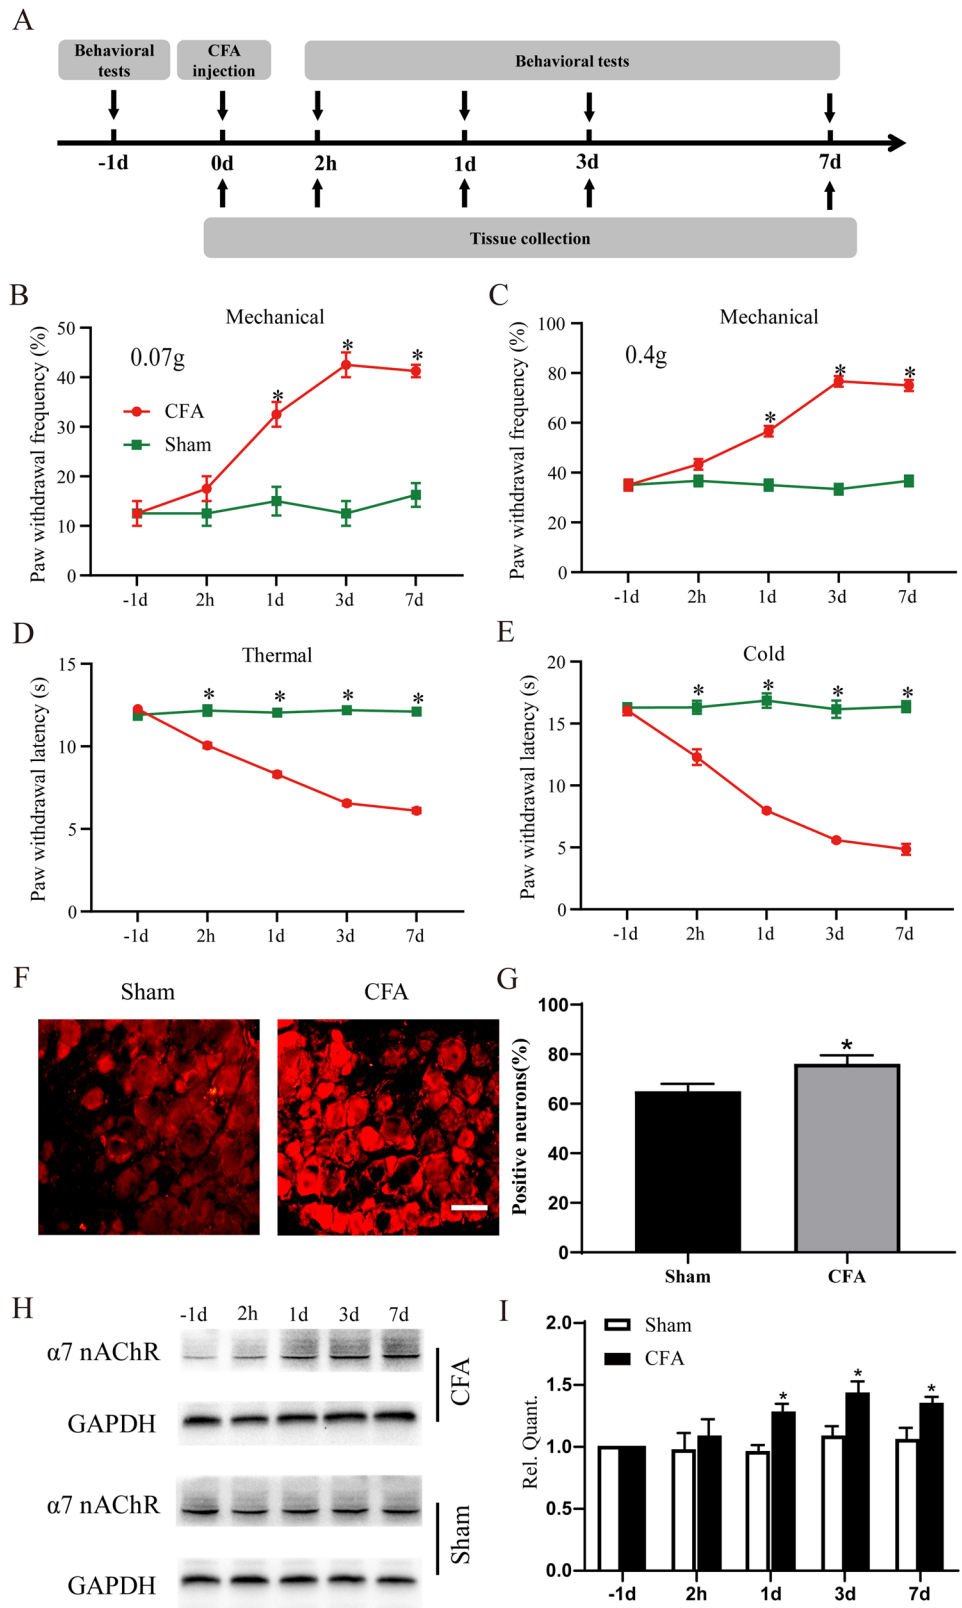 A
Behavioral
tests
CFA
injection
Behavioral tests
-1d
0d
2h
1d
3d
7d
Tissue collection
B
Mechanical
0.07g
CFA
Sham
Paw withdrawal frequency (%)
50
40
30
20
10
0
* * *
-1d 2h 1d 3d 7d
C
Mechanical
0.4g
Paw withdrawal frequency (%)
100
80
60
40
20
0
* * *
-1d 2h 1d 3d 7d
D
Thermal
Paw withdrawal latency (s)
15
10
5
0
* * * *
-1d 2h 1d 3d 7d
E
Cold
Paw withdrawal latency (s)
20
15
10
5
0
* * * *
-1d 2h 1d 3d 7d
F
Sham
CFA
G
Positive neurons(%)
100
80
60
40
20
0
*
Sham CFA
H
-1d 2h 1d 3d 7d
α7 nAChR
GAPDH
CFA
α7 nAChR
GAPDH
Sham
I
Rel. Quant.
2.0
1.5
1.0
0.5
0.0
Sham
CFA
* * *
-1d 2h 1d 3d 7d